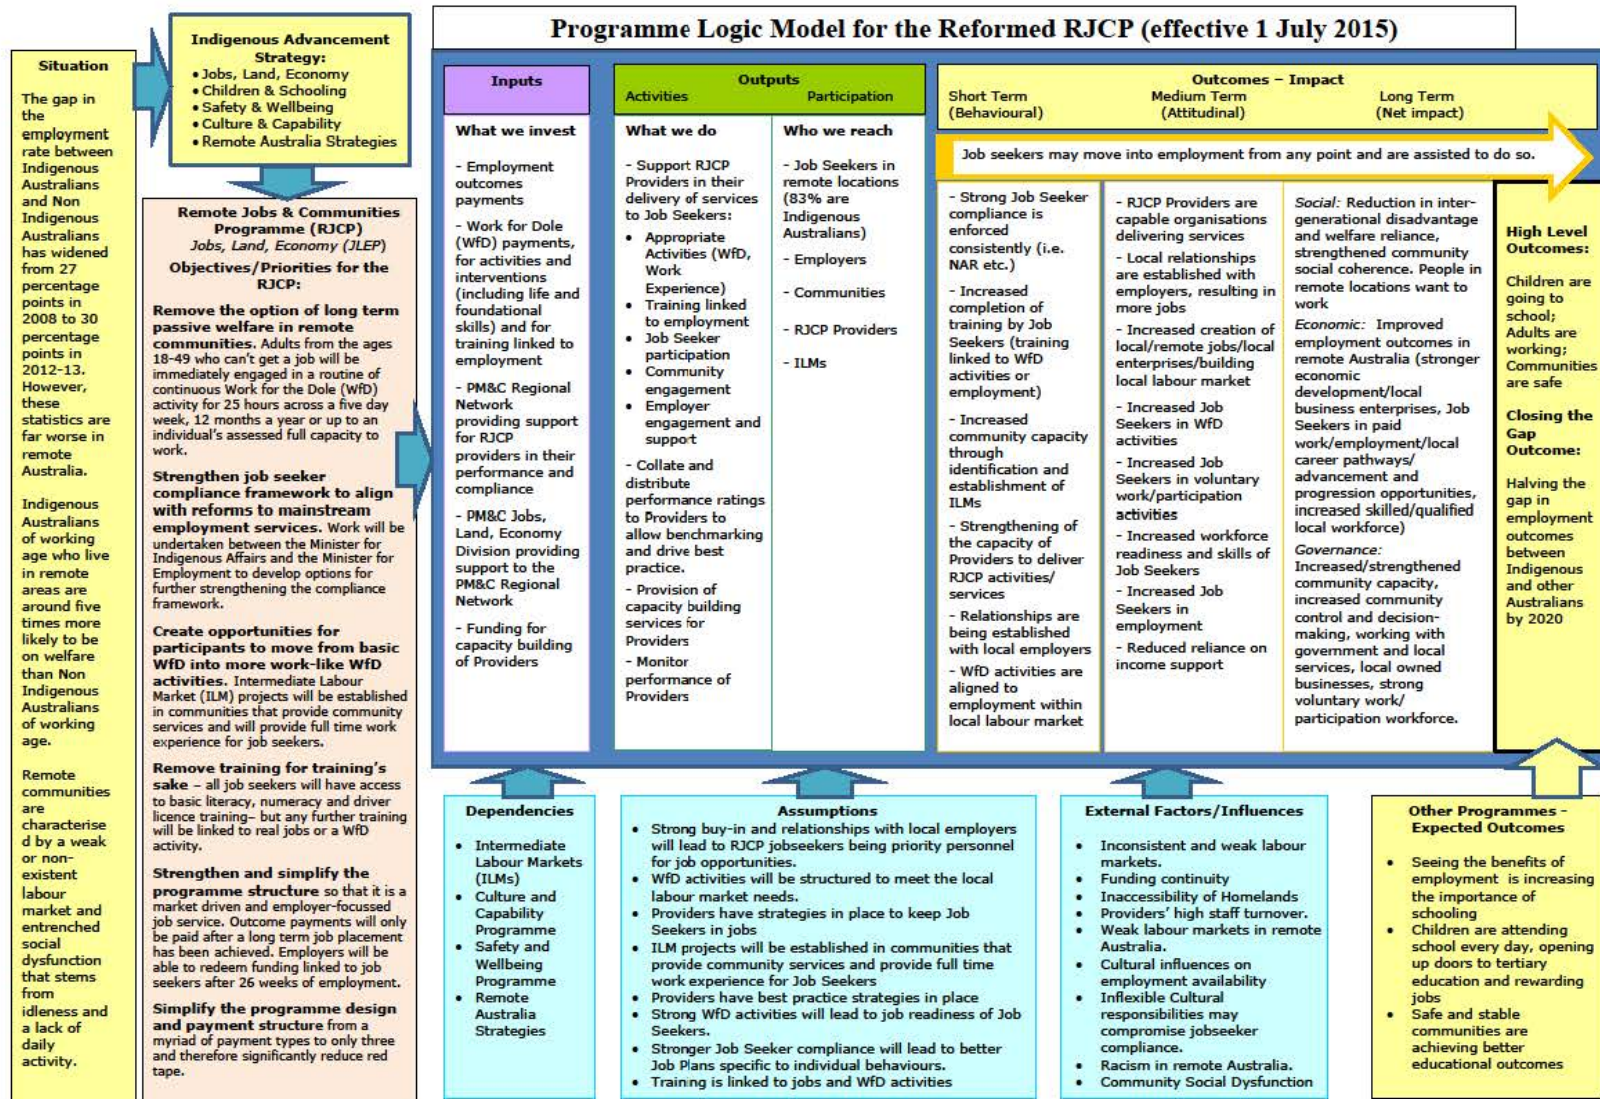 Programme Logic Model for the Reformed RJCP (effective 1 July 2015)
Situation
The gap in
the
employment
rate between
Indigenous
Australians
and Non
Indigenous
Australians
has widened
from 27
percentage
points in
2008 to 30
percentage
points in
2012-13.
However,
these
statistics are
far worse in
remote
Australia.
Indigenous
Australians
of working
age who live
in remote
areas are
around five
times more
likely to be
on welfare
than Non
Indigenous
Australians
of working
age.
Remote
communities
are
characterise
d by a weak
or non-
existent
labour
market and
entrenched
social
dysfunction
that stems
from
idleness and
a lack of
daily
activity.
Indigenous Advancement
Strategy:
• Jobs, Land, Economy
• Children & Schooling
• Safety & Wellbeing
• Culture & Capability
• Remote Australia Strategies
Remote Jobs & Communities
Programme (RJCP)
Jobs, Land, Economy (JLEP)
Objectives/Priorities for the
RJCP:
Remove the option of long term
passive welfare in remote
communities. Adults from the ages
18-49 who can't get a job will be
immediately engaged in a routine of
continuous Work for the Dole (WfD)
activity for 25 hours across a five day
week, 12 months a year or up to an
individual's assessed full capacity to
work.
Strengthen job seeker
compliance framework to align
with reforms to mainstream
employment services. Work will be
undertaken between the Minister for
Indigenous Affairs and the Minister for
Employment to develop options for
further strengthening the compliance
framework.
Create opportunities for
participants to move from basic
WfD into more work-like WfD
activities. Intermediate Labour
Market (ILM) projects will be established
in communities that provide community
services and will provide full time work
experience for job seekers.
Remove training for training's
sake – all job seekers will have access
to basic literacy, numeracy and driver
licence training– but any further training
will be linked to real jobs or a WfD
activity.
Strengthen and simplify the
programme structure so that it is a
market driven and employer-focussed
job service. Outcome payments will only
be paid after a long term job placement
has been achieved. Employers will be
able to redeem funding linked to job
seekers after 26 weeks of employment.
Simplify the programme design
and payment structure from a
myriad of payment types to only three
and therefore significantly reduce red
tape.
Inputs
What we invest
- Employment
outcomes
payments
- Work for Dole
(WfD) payments,
for activities and
interventions
(including life and
foundational
skills) and for
training linked to
employment
- PM&C Regional
Network
providing support
for RJCP
providers in their
performance and
compliance
- PM&C Jobs,
Land, Economy
Division providing
support to the
PM&C Regional
Network
- Funding for
capacity building
of Providers
Outputs
Activities Participation
What we do
- Support RJCP
Providers in their
delivery of services
to Job Seekers:
• Appropriate
Activities (WfD,
Work
Experience)
• Training linked
to employment
• Job Seeker
participation
• Community
engagement
• Employer
engagement and
support
- Collate and
distribute
performance ratings
to Providers to
allow benchmarking
and drive best
practice.
- Provision of
capacity building
services for
Providers
- Monitor
performance of
Providers
Who we reach
- Job Seekers in
remote locations
(83% are
Indigenous
Australians)
- Employers
- Communities
- RJCP Providers
- ILMs
Outcomes – Impact
Short Term Medium Term Long Term
(Behavioural) (Attitudinal) (Net impact)
Job seekers may move into employment from any point and are assisted to do so.
- Strong Job Seeker
compliance is
enforced
consistently (i.e.
NAR etc.)
- Increased
completion of
training by Job
Seekers (training
linked to WfD
activities or
employment)
- Increased
community capacity
through
identification and
establishment of
ILMs
- Strengthening of
the capacity of
Providers to deliver
RJCP activities/
services
- Relationships are
being established
with local employers
- WfD activities are
aligned to
employment within
local labour market
- RJCP Providers are
capable organisations
delivering services
- Local relationships
are established with
employers, resulting in
more jobs
- Increased creation of
local/remote jobs/local
enterprises/building
local labour market
- Increased Job
Seekers in WfD
activities
- Increased Job
Seekers in voluntary
work/participation
activities
- Increased workforce
readiness and skills of
Job Seekers
- Increased Job
Seekers in
employment
- Reduced reliance on
income support
Social: Reduction in inter-
generational disadvantage
and welfare reliance,
strengthened community
social coherence. People in
remote locations want to
work
Economic: Improved
employment outcomes in
remote Australia (stronger
economic
development/local
business enterprises, Job
Seekers in paid
work/employment/local
career pathways/
advancement and
progression opportunities,
increased skilled/qualified
local workforce)
Governance:
Increased/strengthened
community capacity,
increased community
control and decision-
making, working with
government and local
services, local owned
businesses, strong
voluntary work/
participation workforce.
High Level
Outcomes:
Children are
going to
school;
Adults are
working;
Communities
are safe
Closing the
Gap
Outcome:
Halving the
gap in
employment
outcomes
between
Indigenous
and other
Australians
by 2020
Dependencies
• Intermediate
Labour Markets
(ILMs)
• Culture and
Capability
Programme
• Safety and
Wellbeing
Programme
• Remote
Australia
Strategies
Assumptions
• Strong buy-in and relationships with local employers
will lead to RJCP jobseekers being priority personnel
for job opportunities.
• WfD activities will be structured to meet the local
labour market needs.
• Providers have strategies in place to keep Job
Seekers in jobs
• ILM projects will be established in communities that
provide community services and provide full time
work experience for Job Seekers
• Providers have best practice strategies in place
• Strong WfD activities will lead to job readiness of Job
Seekers.
• Stronger Job Seeker compliance will lead to better
Job Plans specific to individual behaviours.
• Training is linked to jobs and WfD activities
External Factors/Influences
• Inconsistent and weak labour
markets.
• Funding continuity
• Inaccessibility of Homelands
• Providers' high staff turnover.
• Weak labour markets in remote
Australia.
• Cultural influences on
employment availability
• Inflexible Cultural
responsibilities may
compromise jobseeker
compliance.
• Racism in remote Australia.
• Community Social Dysfunction
Other Programmes -
Expected Outcomes
• Seeing the benefits of
employment is increasing
the importance of
schooling
• Children are attending
school every day, opening
up doors to tertiary
education and rewarding
jobs
• Safe and stable
communities are
achieving better
educational outcomes